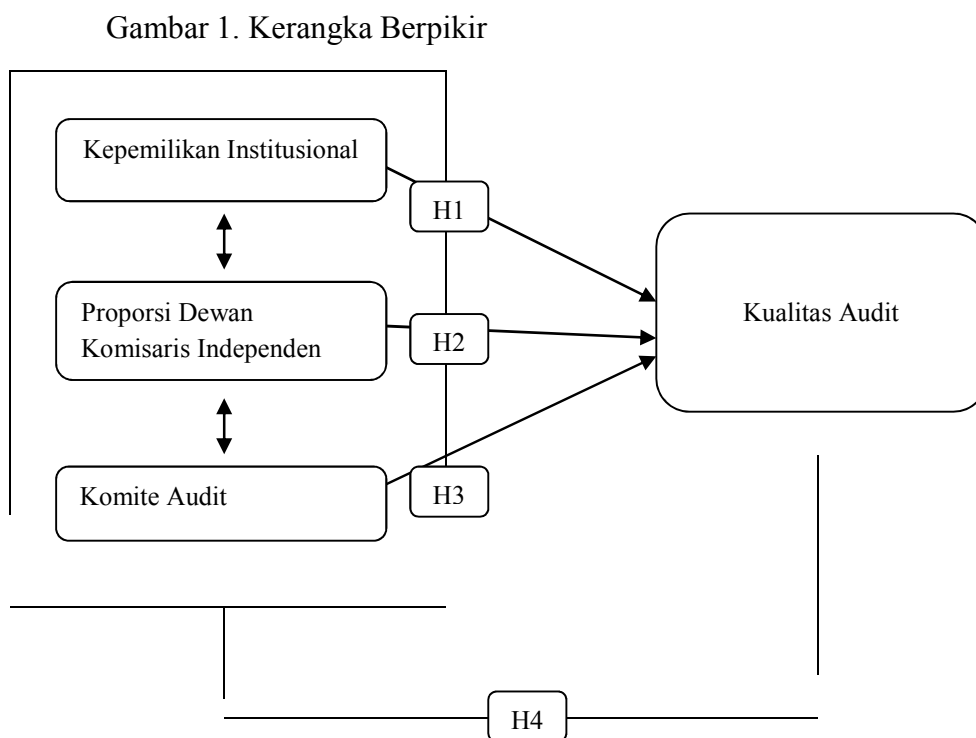 Gambar 1. Kerangka Berpikir
Kepemilikan Institusional
H1
Proporsi Dewan
Komisaris Independen
H2
Kualitas Audit
Komite Audit
H3
H4